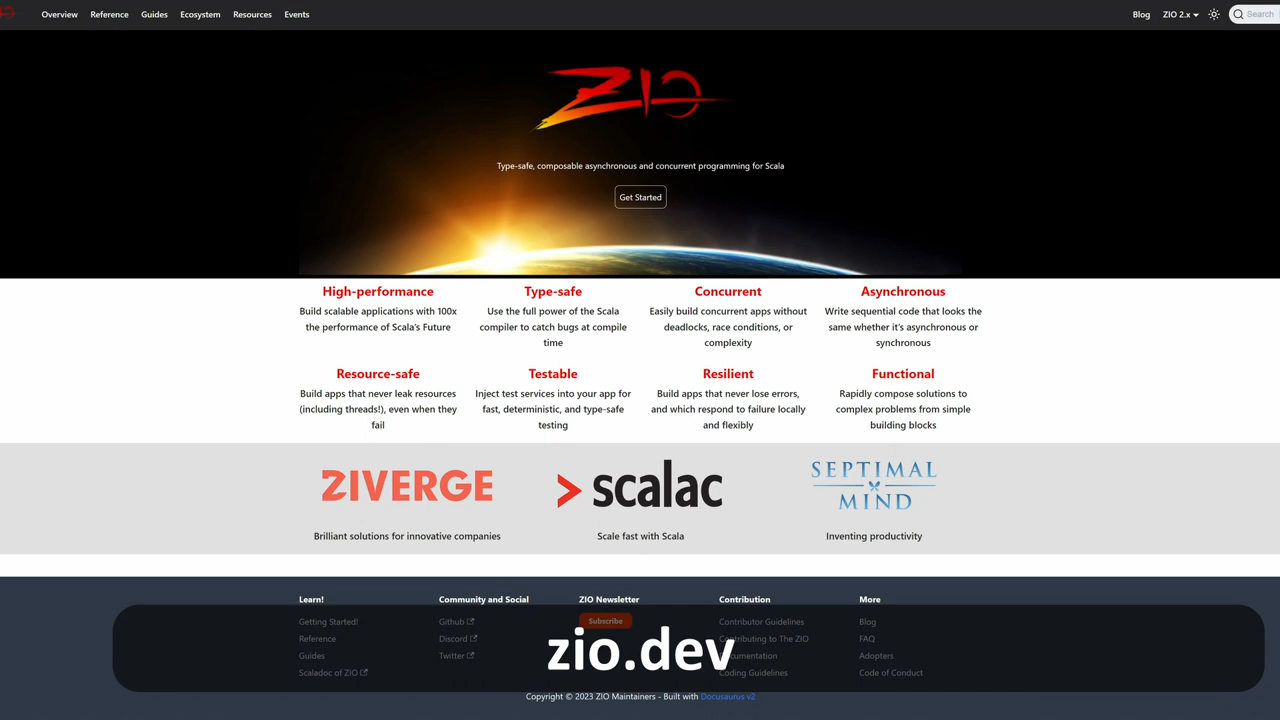 Overview Reference Guides Ecosystem Resources Events Blog ZIO 2.x Search
ZIO
Type-safe, composable asynchronous and concurrent programming for Scala
Get Started
High-performance
Build scalable applications with 100x
the performance of Scala's Future
Type-safe
Use the full power of the Scala
compiler to catch bugs at compile
time
Concurrent
Easily build concurrent apps without
deadlocks, race conditions, or
complexity
Asynchronous
Write sequential code that looks the
same whether it's asynchronous or
synchronous
Resource-safe
Build apps that never leak resources
(including threads!), even when they
fail
Testable
Inject test services into your app for
fast, deterministic, and type-safe
testing
Resilient
Build apps that never lose errors,
and which respond to failure locally
and flexibly
Functional
Rapidly compose solutions to
complex problems from simple
building blocks
ZIVERGE
Brilliant solutions for innovative companies
scalac
Scale fast with Scala
SEPTIMAL
MIND
Inventing productivity
Learn!
Getting Started!
Reference
Guides
Scaladoc of ZIO
Community and Social
Github
Discord
Twitter
ZIO Newsletter
Subscribe
Contribution
Contributor Guidelines
Contributing to The ZIO
Documentation
Coding Guidelines
More
Blog
FAQ
Adopters
Code of Conduct
zio.dev
Copyright © 2023 ZIO Maintainers - Built with Docusaurus v2